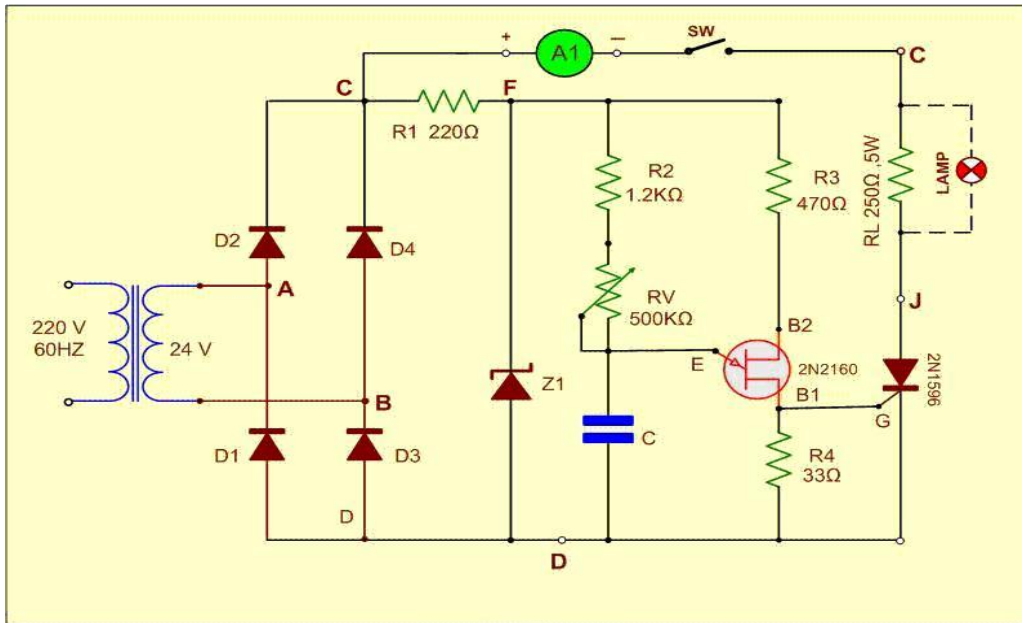 +
A1
—
SW
C
C
F
R1 220Ω
R2
1.2KΩ
R3
470Ω
RL 250Ω ,5W
LAMP
D2
D4
A
220 V
60HZ
24 V
RV
500KΩ
J
B2
E
2N2160
2N1596
B
Z1
B1
G
D1
D3
C
R4
33Ω
D
D